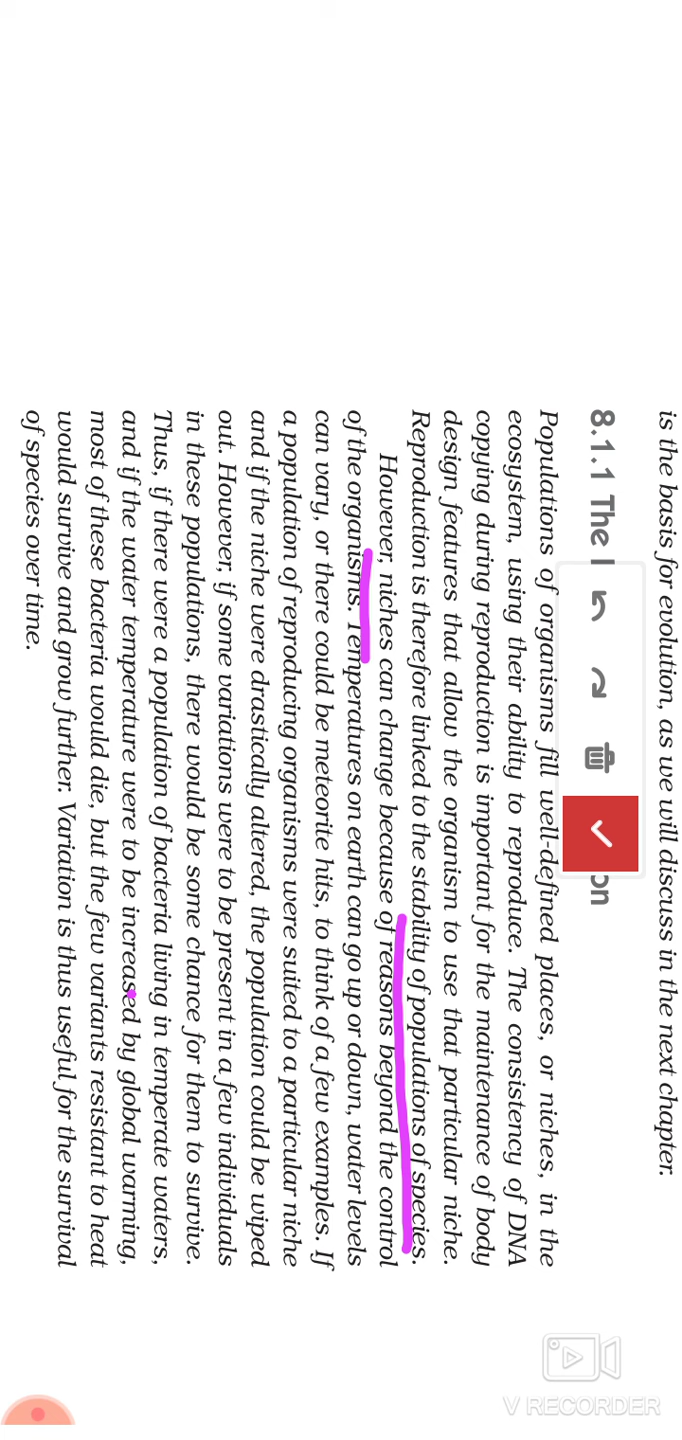 is the basis for evolution, as we will discuss in the next chapter.
8.1.1 The I
on
Populations of organisms fill well-defined places, or niches, in the
ecosystem, using their ability to reproduce. The consistency of DNA
copying during reproduction is important for the maintenance of body
design features that allow the organism to use that particular niche.
Reproduction is therefore linked to the stability of populations of species.
However, niches can change because of reasons beyond the control
of the organisms. Temperatures on earth can go up or down, water levels
can vary, or there could be meteorite hits, to think of a few examples. If
a population of reproducing organisms were suited to a particular niche
and if the niche were drastically altered, the population could be wiped
out. However, if some variations were to be present in a few individuals
in these populations, there would be some chance for them to survive.
Thus, if there were a population of bacteria living in temperate waters,
and if the water temperature were to be increased by global warming,
most of these bacteria would die, but the few variants resistant to heat
would survive and grow further. Variation is thus useful for the survival
of species over time.
V RECORDER